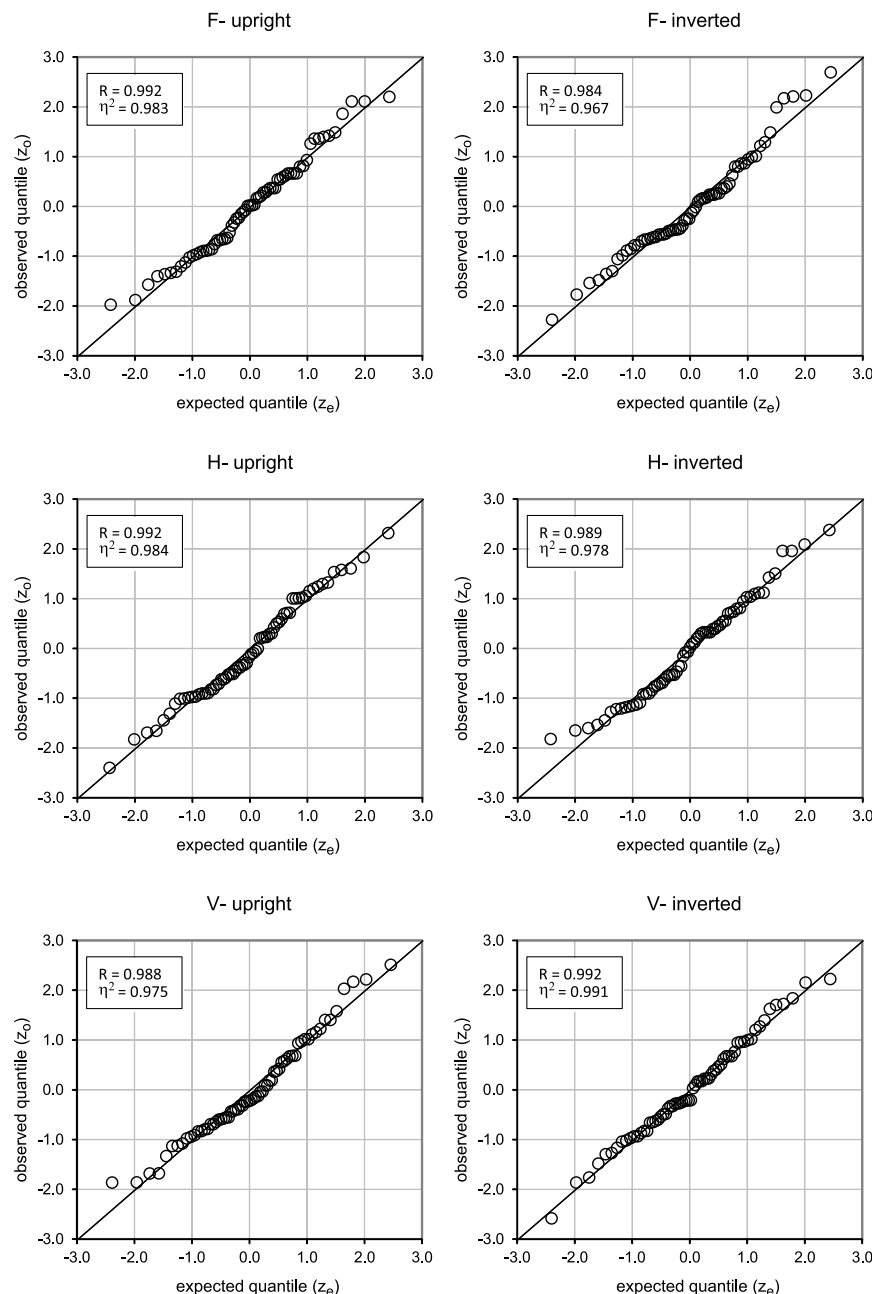 F- upright
F- inverted
3.0
2.0
1.0
0.0
-1.0
-2.0
-3.0
observed quantile (zo)
R = 0.992
η² = 0.983
-3.0 -2.0 -1.0 0.0 1.0 2.0 3.0
expected quantile (ze)
3.0
2.0
1.0
0.0
-1.0
-2.0
-3.0
observed quantile (zo)
R = 0.984
η² = 0.967
-3.0 -2.0 -1.0 0.0 1.0 2.0 3.0
expected quantile (ze)
H- upright
H- inverted
3.0
2.0
1.0
0.0
-1.0
-2.0
-3.0
observed quantile (zo)
R = 0.992
η² = 0.984
-3.0 -2.0 -1.0 0.0 1.0 2.0 3.0
expected quantile (ze)
3.0
2.0
1.0
0.0
-1.0
-2.0
-3.0
observed quantile (zo)
R = 0.989
η² = 0.978
-3.0 -2.0 -1.0 0.0 1.0 2.0 3.0
expected quantile (ze)
V- upright
V- inverted
3.0
2.0
1.0
0.0
-1.0
-2.0
-3.0
observed quantile (zo)
R = 0.988
η² = 0.975
-3.0 -2.0 -1.0 0.0 1.0 2.0 3.0
expected quantile (ze)
3.0
2.0
1.0
0.0
-1.0
-2.0
-3.0
observed quantile (zo)
R = 0.992
η² = 0.991
-3.0 -2.0 -1.0 0.0 1.0 2.0 3.0
expected quantile (ze)